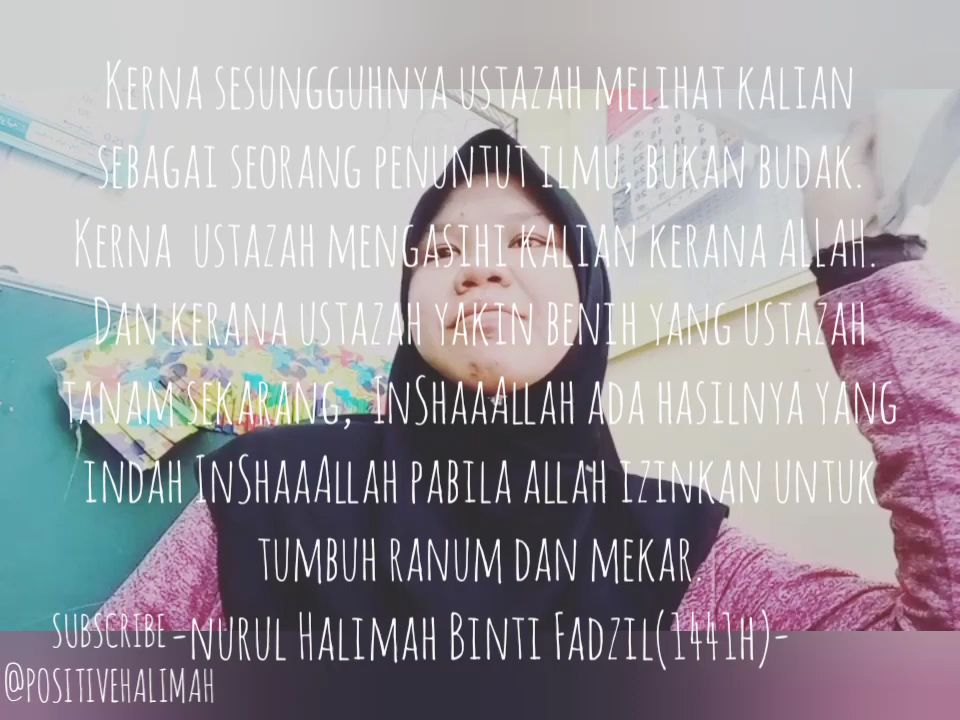 Kerna sesungguhnya ustazah melihat kalian
sebagai seorang penuntut ilmu, bukan budak.
Kerna ustazah mengasihi kalian kerana ALLAH.
Dan kerana ustazah yakin benih yang ustazah
tanam sekarang, InShaaAllah ada hasilnya yang
indah InShaaAllah pabila allah izinkan untuk
tumbuh ranum dan mekar.
-nurul Halimah Binti Fadzil(1441H)-
subscribe
@positivehalimah